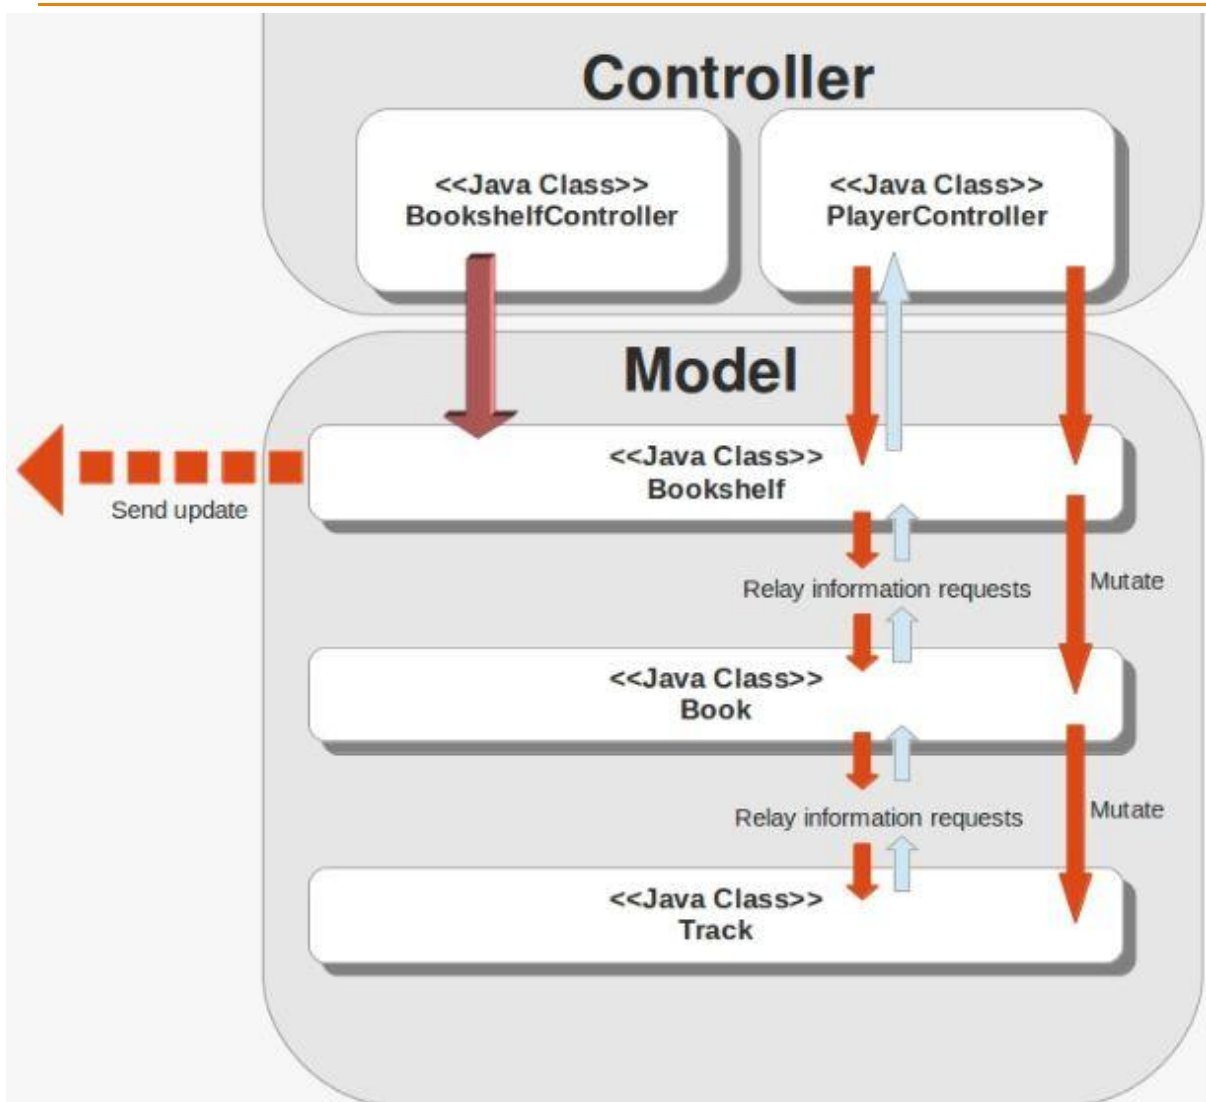 Controller
<<Java Class>>
BookshelfController
<<Java Class>>
PlayerController
Model
<<Java Class>>
Bookshelf
Send update
Relay information requests
Mutate
<<Java Class>>
Book
Relay information requests
Mutate
<<Java Class>>
Track